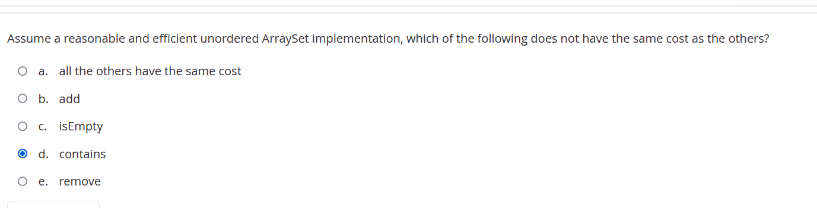 Assume a reasonable and efficient unordered ArraySet implementation, which of the following does not have the same cost as the others?
a. all the others have the same cost
b. add
c. isEmpty
d. contains
e. remove